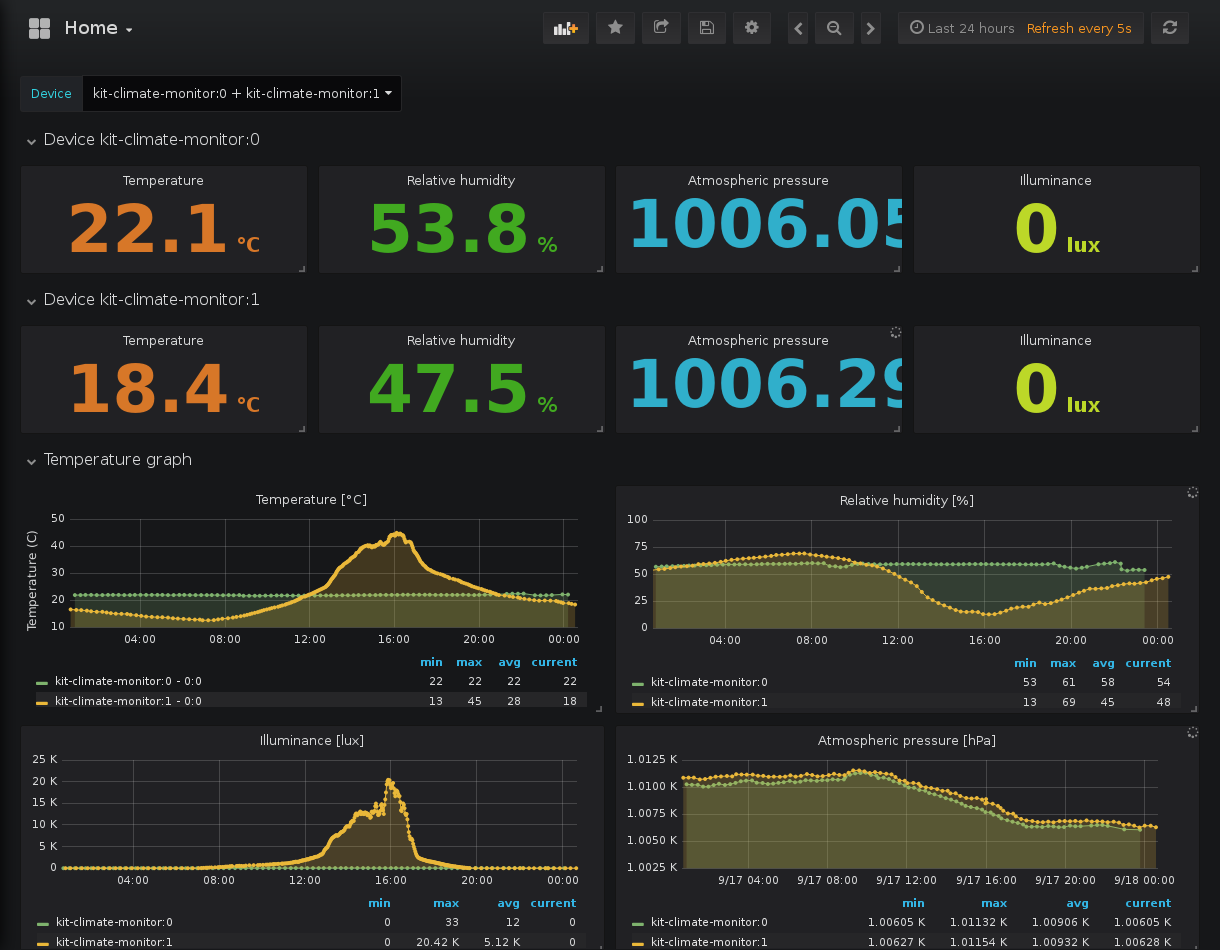 Home
Last 24 hours Refresh every 5s
Device kit-climate-monitor:0 + kit-climate-monitor:1
Device kit-climate-monitor:0
Temperature Relative humidity Atmospheric pressure Illuminance
22.1 °C 53.8 % 1006.05 0 lux
Device kit-climate-monitor:1
Temperature Relative humidity Atmospheric pressure Illuminance
18.4 °C 47.5 % 1006.29 0 lux
Temperature graph
Temperature [°C]
Temperature (C)
50
40
30
20
10
04:00 08:00 12:00 16:00 20:00 00:00
min max avg current
kit-climate-monitor:0 - 0:0 22 22 22 22
kit-climate-monitor:1 - 0:0 13 45 28 18
Relative humidity [%]
100
75
50
25
0
04:00 08:00 12:00 16:00 20:00 00:00
min max avg current
kit-climate-monitor:0 53 61 58 54
kit-climate-monitor:1 13 69 45 48
Illuminance [lux]
25 K
20 K
15 K
10 K
5 K
0
04:00 08:00 12:00 16:00 20:00 00:00
min max avg current
kit-climate-monitor:0 0 33 12 0
kit-climate-monitor:1 0 20.42 K 5.12 K 0
Atmospheric pressure [hPa]
1.0125 K
1.0100 K
1.0075 K
1.0050 K
1.0025 K
9/17 04:00 9/17 08:00 9/17 12:00 9/17 16:00 9/17 20:00 9/18 00:00
min max avg current
kit-climate-monitor:0 1.00605 K 1.01132 K 1.00906 K 1.00605 K
kit-climate-monitor:1 1.00627 K 1.01154 K 1.00932 K 1.00628 K